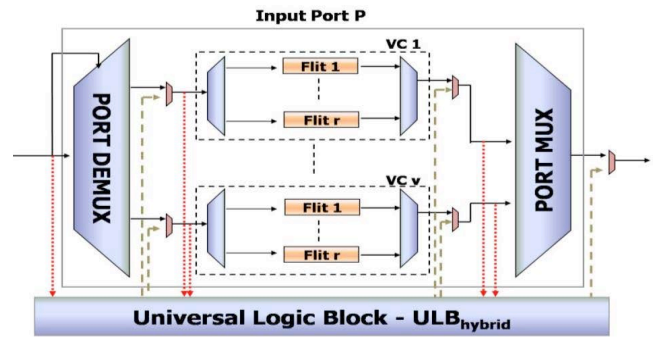 Input Port P
VC 1
Flit 1
Flit r
PORT DEMUX
PORT MUX
VC v
Flit 1
Flit r
Universal Logic Block - ULBhybrid